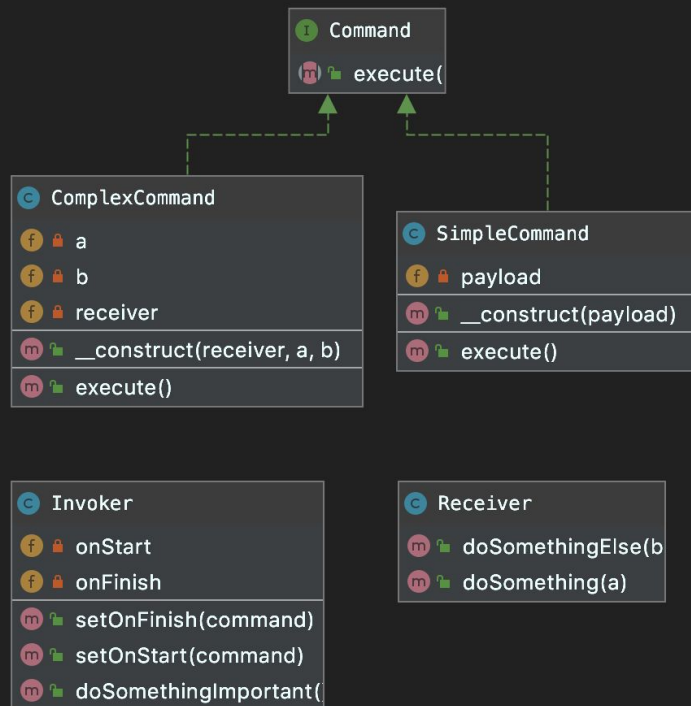 I Command
m execute(
C ComplexCommand
f a
f b
f receiver
m __construct(receiver, a, b)
m execute()
C SimpleCommand
f payload
m __construct(payload)
m execute()
C Invoker
f onStart
f onFinish
m setOnFinish(command)
m setOnStart(command)
m doSomethingImportant(
C Receiver
m doSomethingElse(b
m doSomething(a)